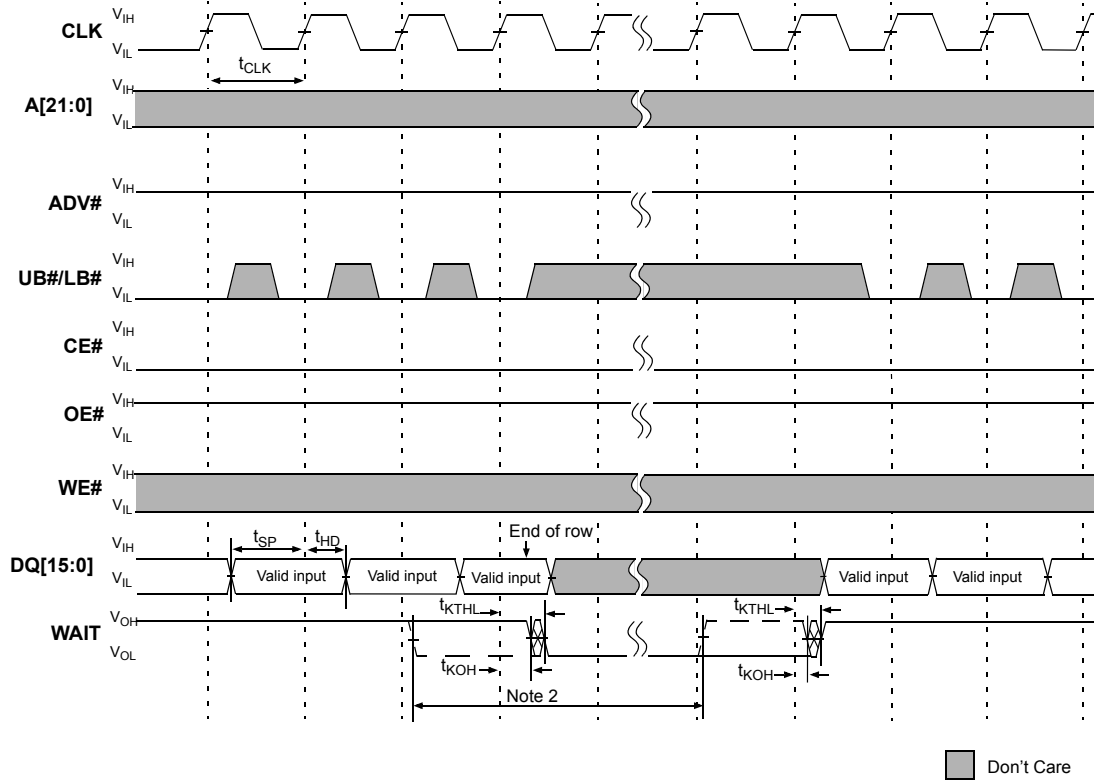 CLK
V_IH
V_IL
t_CLK
A[21:0]
V_IH
V_IL
ADV#
V_IH
V_IL
UB#/LB#
V_IH
V_IL
CE#
V_IH
V_IL
OE#
V_IH
V_IL
WE#
V_IH
V_IL
End of row
DQ[15:0]
V_IH
V_IL
t_SP
t_HD
Valid input
Valid input
Valid input
Valid input
Valid input
WAIT
V_OH
V_OL
t_KTHL
t_KTHL
t_KOH
t_KOH
Note 2
Don't Care